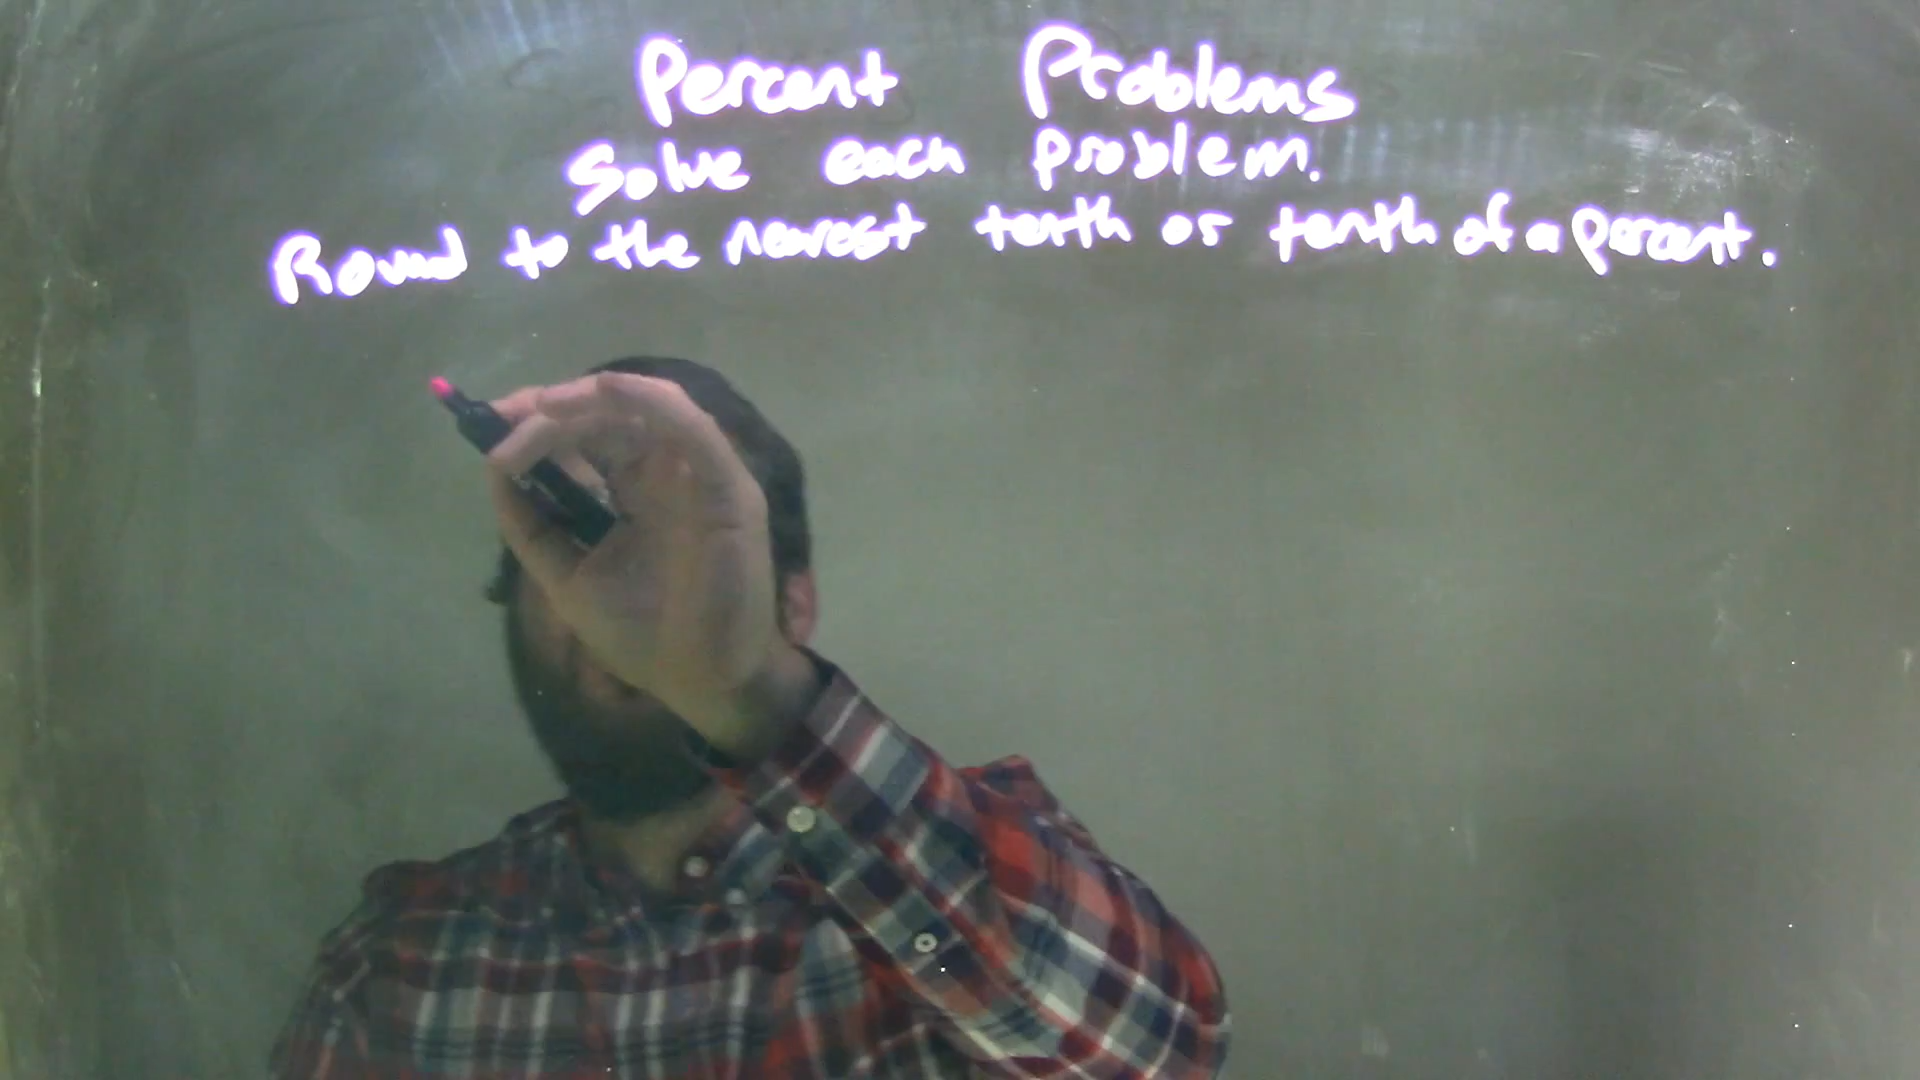 Percent Problems
Solve each problem.
Round to the nearest tenth or tenth of a percent.